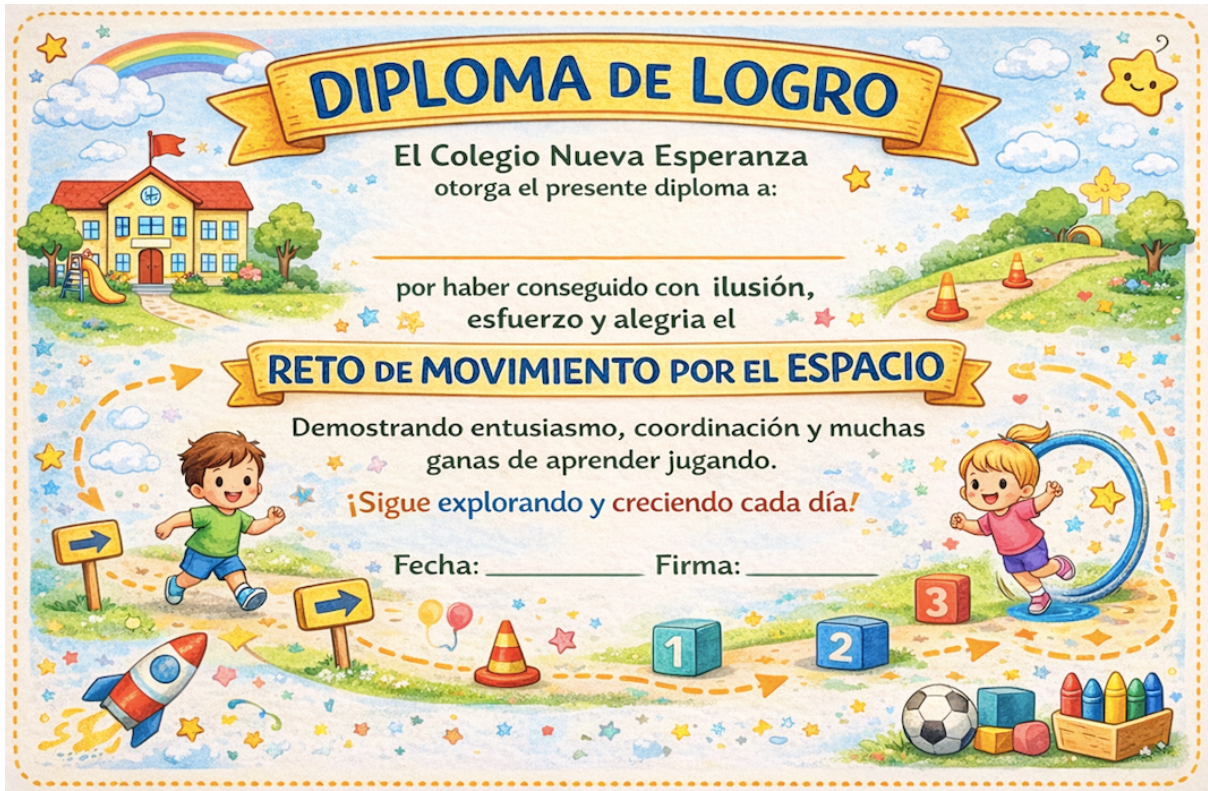 DIPLOMA DE LOGRO
El Colegio Nueva Esperanza
otorga el presente diploma a:
por haber conseguido con ilusión,
esfuerzo y alegria el
RETO DE MOVIMIENTO POR EL ESPACIO
Demostrando entusiasmo, coordinación y muchas
ganas de aprender jugando.
¡Sigue explorando y creciendo cada día!
Fecha: ____________ Firma: ____________
1
2
3